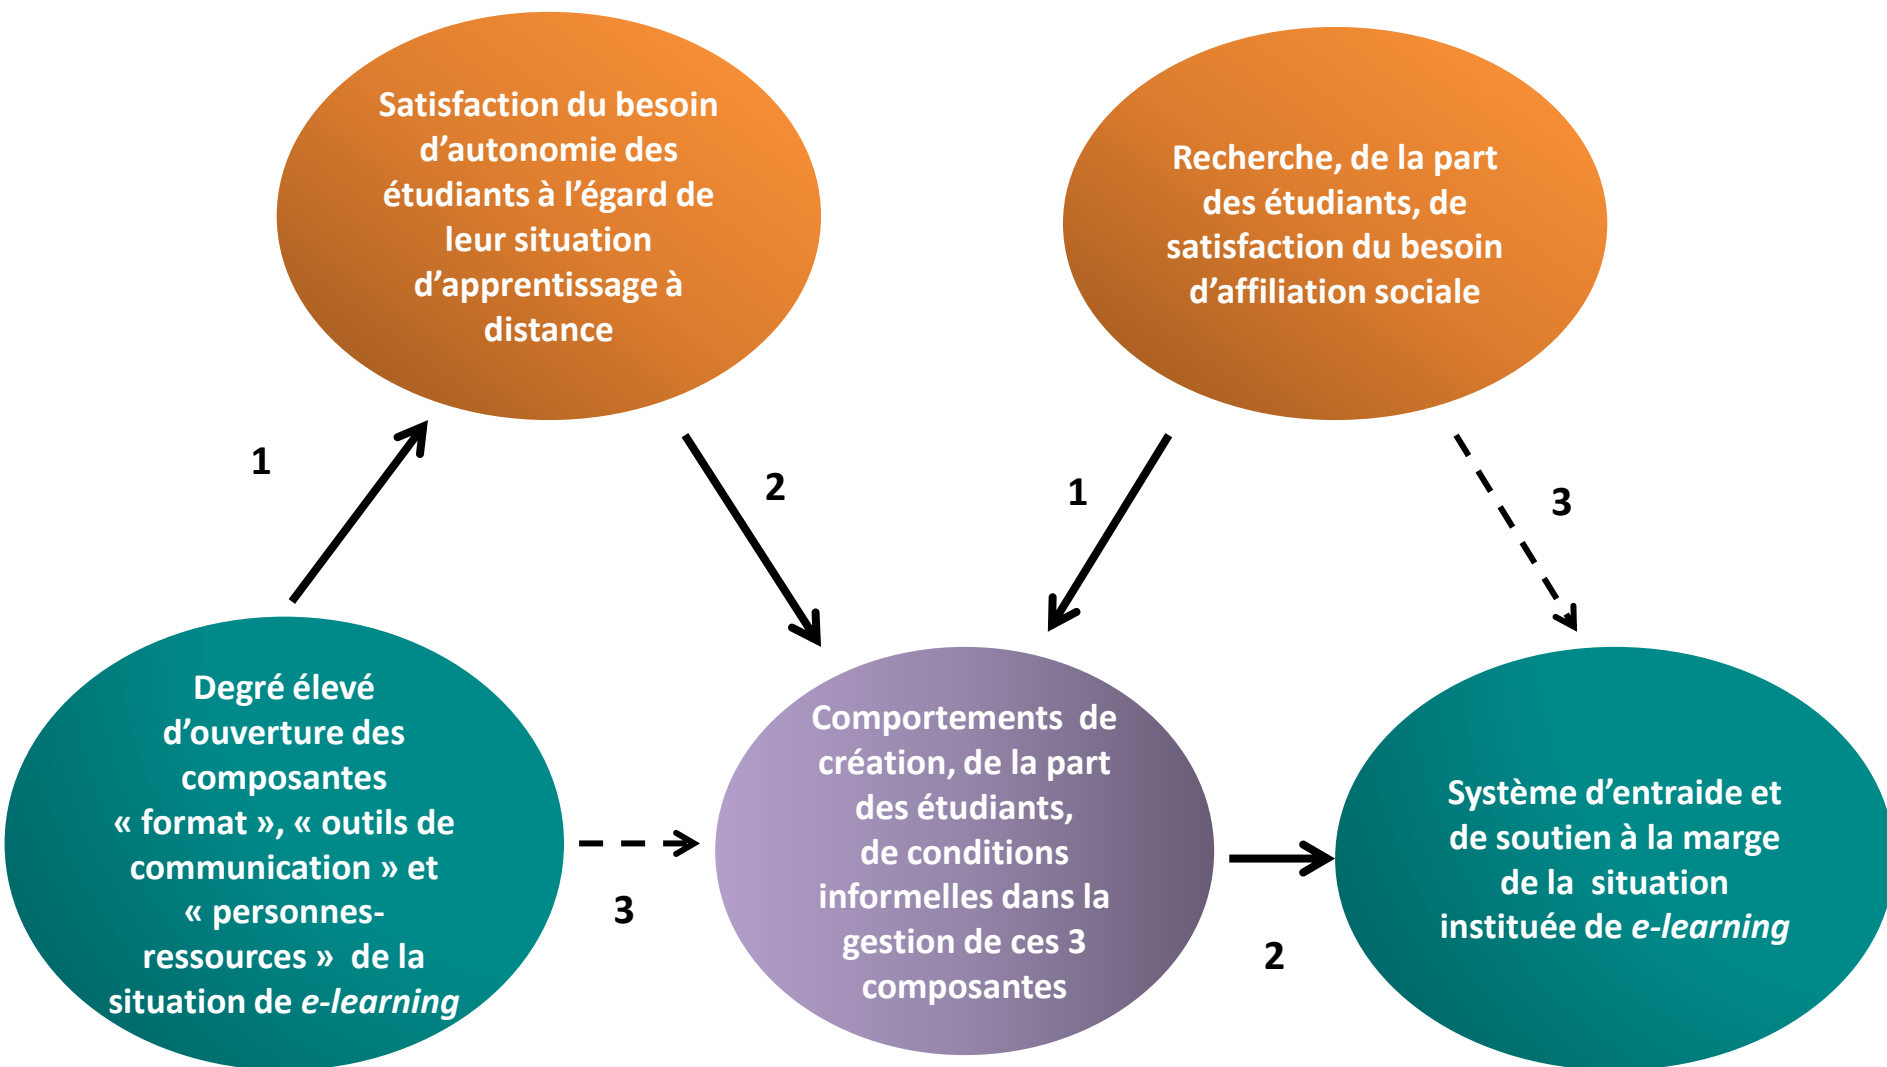 Satisfaction du besoin
d’autonomie des
étudiants à l’égard de
leur situation
d’apprentissage à
distance
Recherche, de la part
des étudiants, de
satisfaction du besoin
d’affiliation sociale
1
2
1
3
Degré élevé
d’ouverture des
composantes
« format », « outils de
communication » et
« personnes-
ressources » de la
situation de e-learning
3
Comportements de
création, de la part
des étudiants,
de conditions
informelles dans la
gestion de ces 3
composantes
2
Système d’entraide et
de soutien à la marge
de la situation
instituée de e-learning